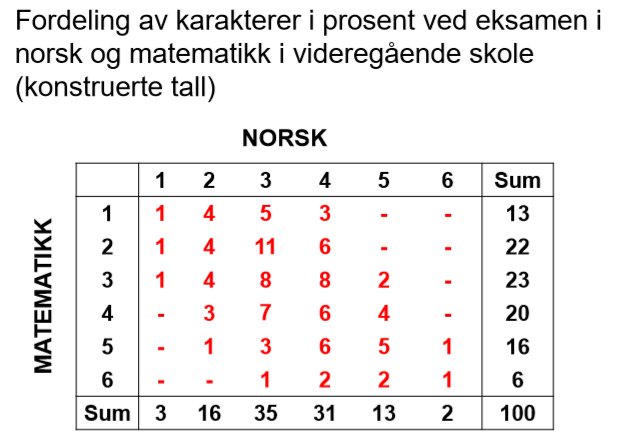 Fordeling av karakterer i prosent ved eksamen i
norsk og matematikk i videregående skole
(konstruerte tall)
NORSK
1 2 3 4 5 6 Sum
MATEMATIKK
1 1 4 5 3 - - 13
2 1 4 11 6 - - 22
3 1 4 8 8 2 - 23
4 - 3 7 6 4 - 20
5 - 1 3 6 5 1 16
6 - - 1 2 2 1 6
Sum 3 16 35 31 13 2 100